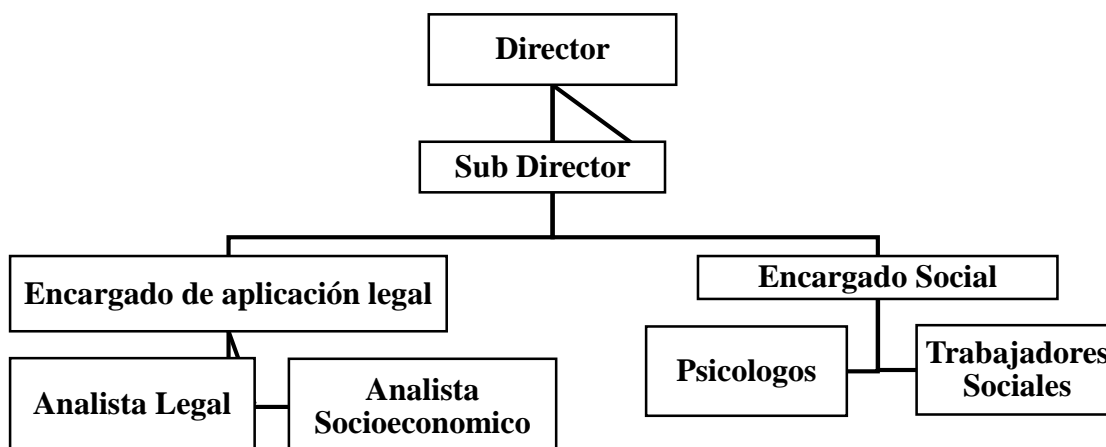 Director
Sub Director
Encargado de aplicación legal
Encargado Social
Analista Legal
Analista
Socioeconomico
Psicologos
Trabajadores
Sociales